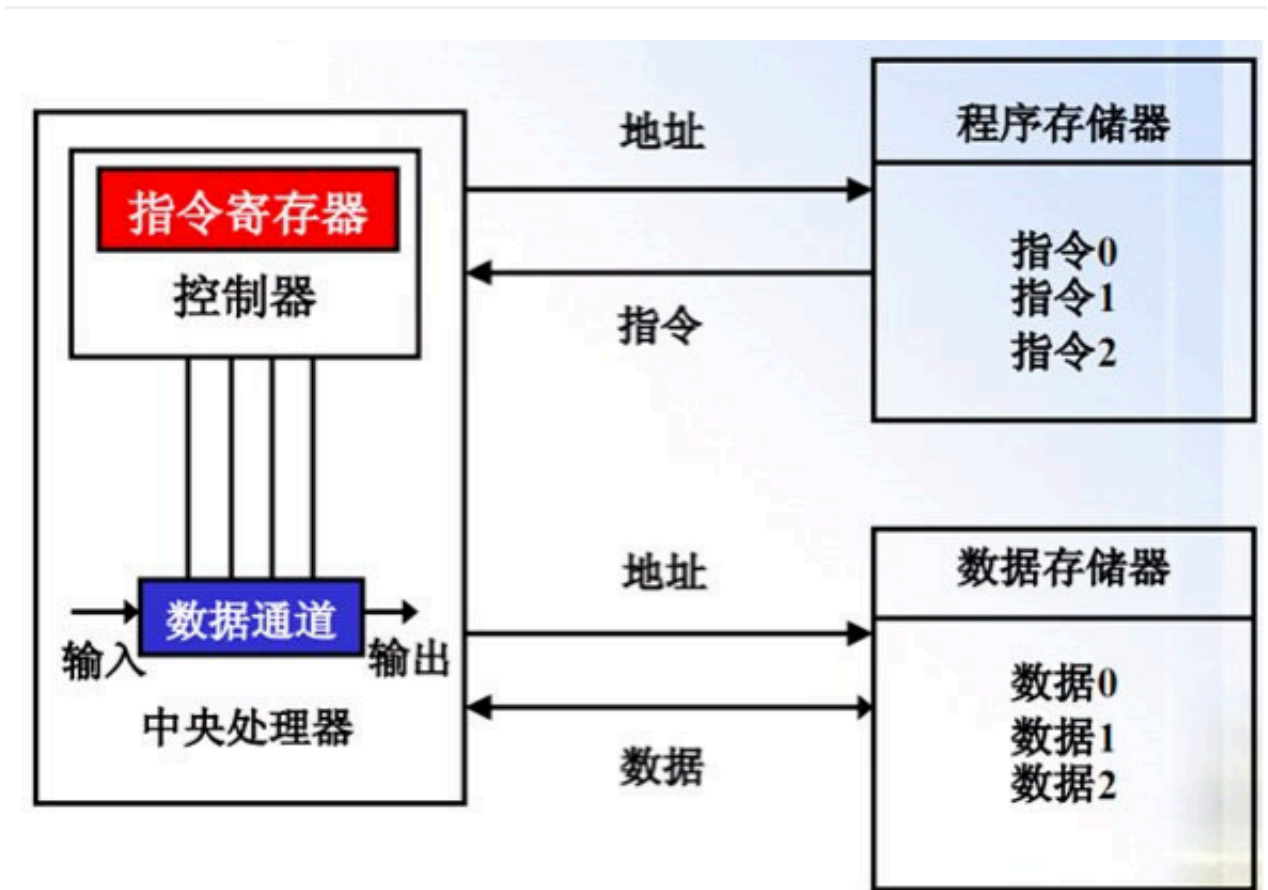 地址
程序存储器
指令寄存器
控制器
指令0
指令1
指令2
指令
地址
数据存储器
数据通道
输入
输出
中央处理器
数据0
数据1
数据2
数据